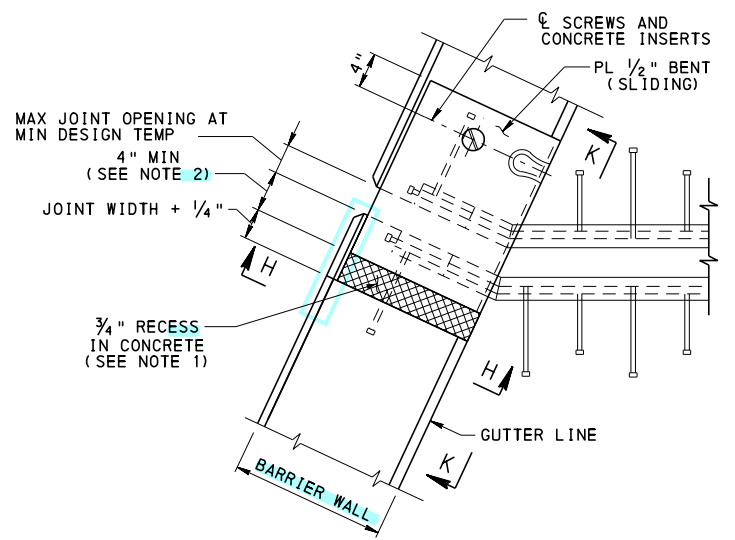 ℄ SCREWS AND
CONCRETE INSERTS
4"
PL 1/2" BENT
(SLIDING)
MAX JOINT OPENING AT
MIN DESIGN TEMP
K
4" MIN
(SEE NOTE 2)
JOINT WIDTH + 1/4"
H
3/4" RECESS
IN CONCRETE
(SEE NOTE 1)
H
GUTTER LINE
K
BARRIER WALL